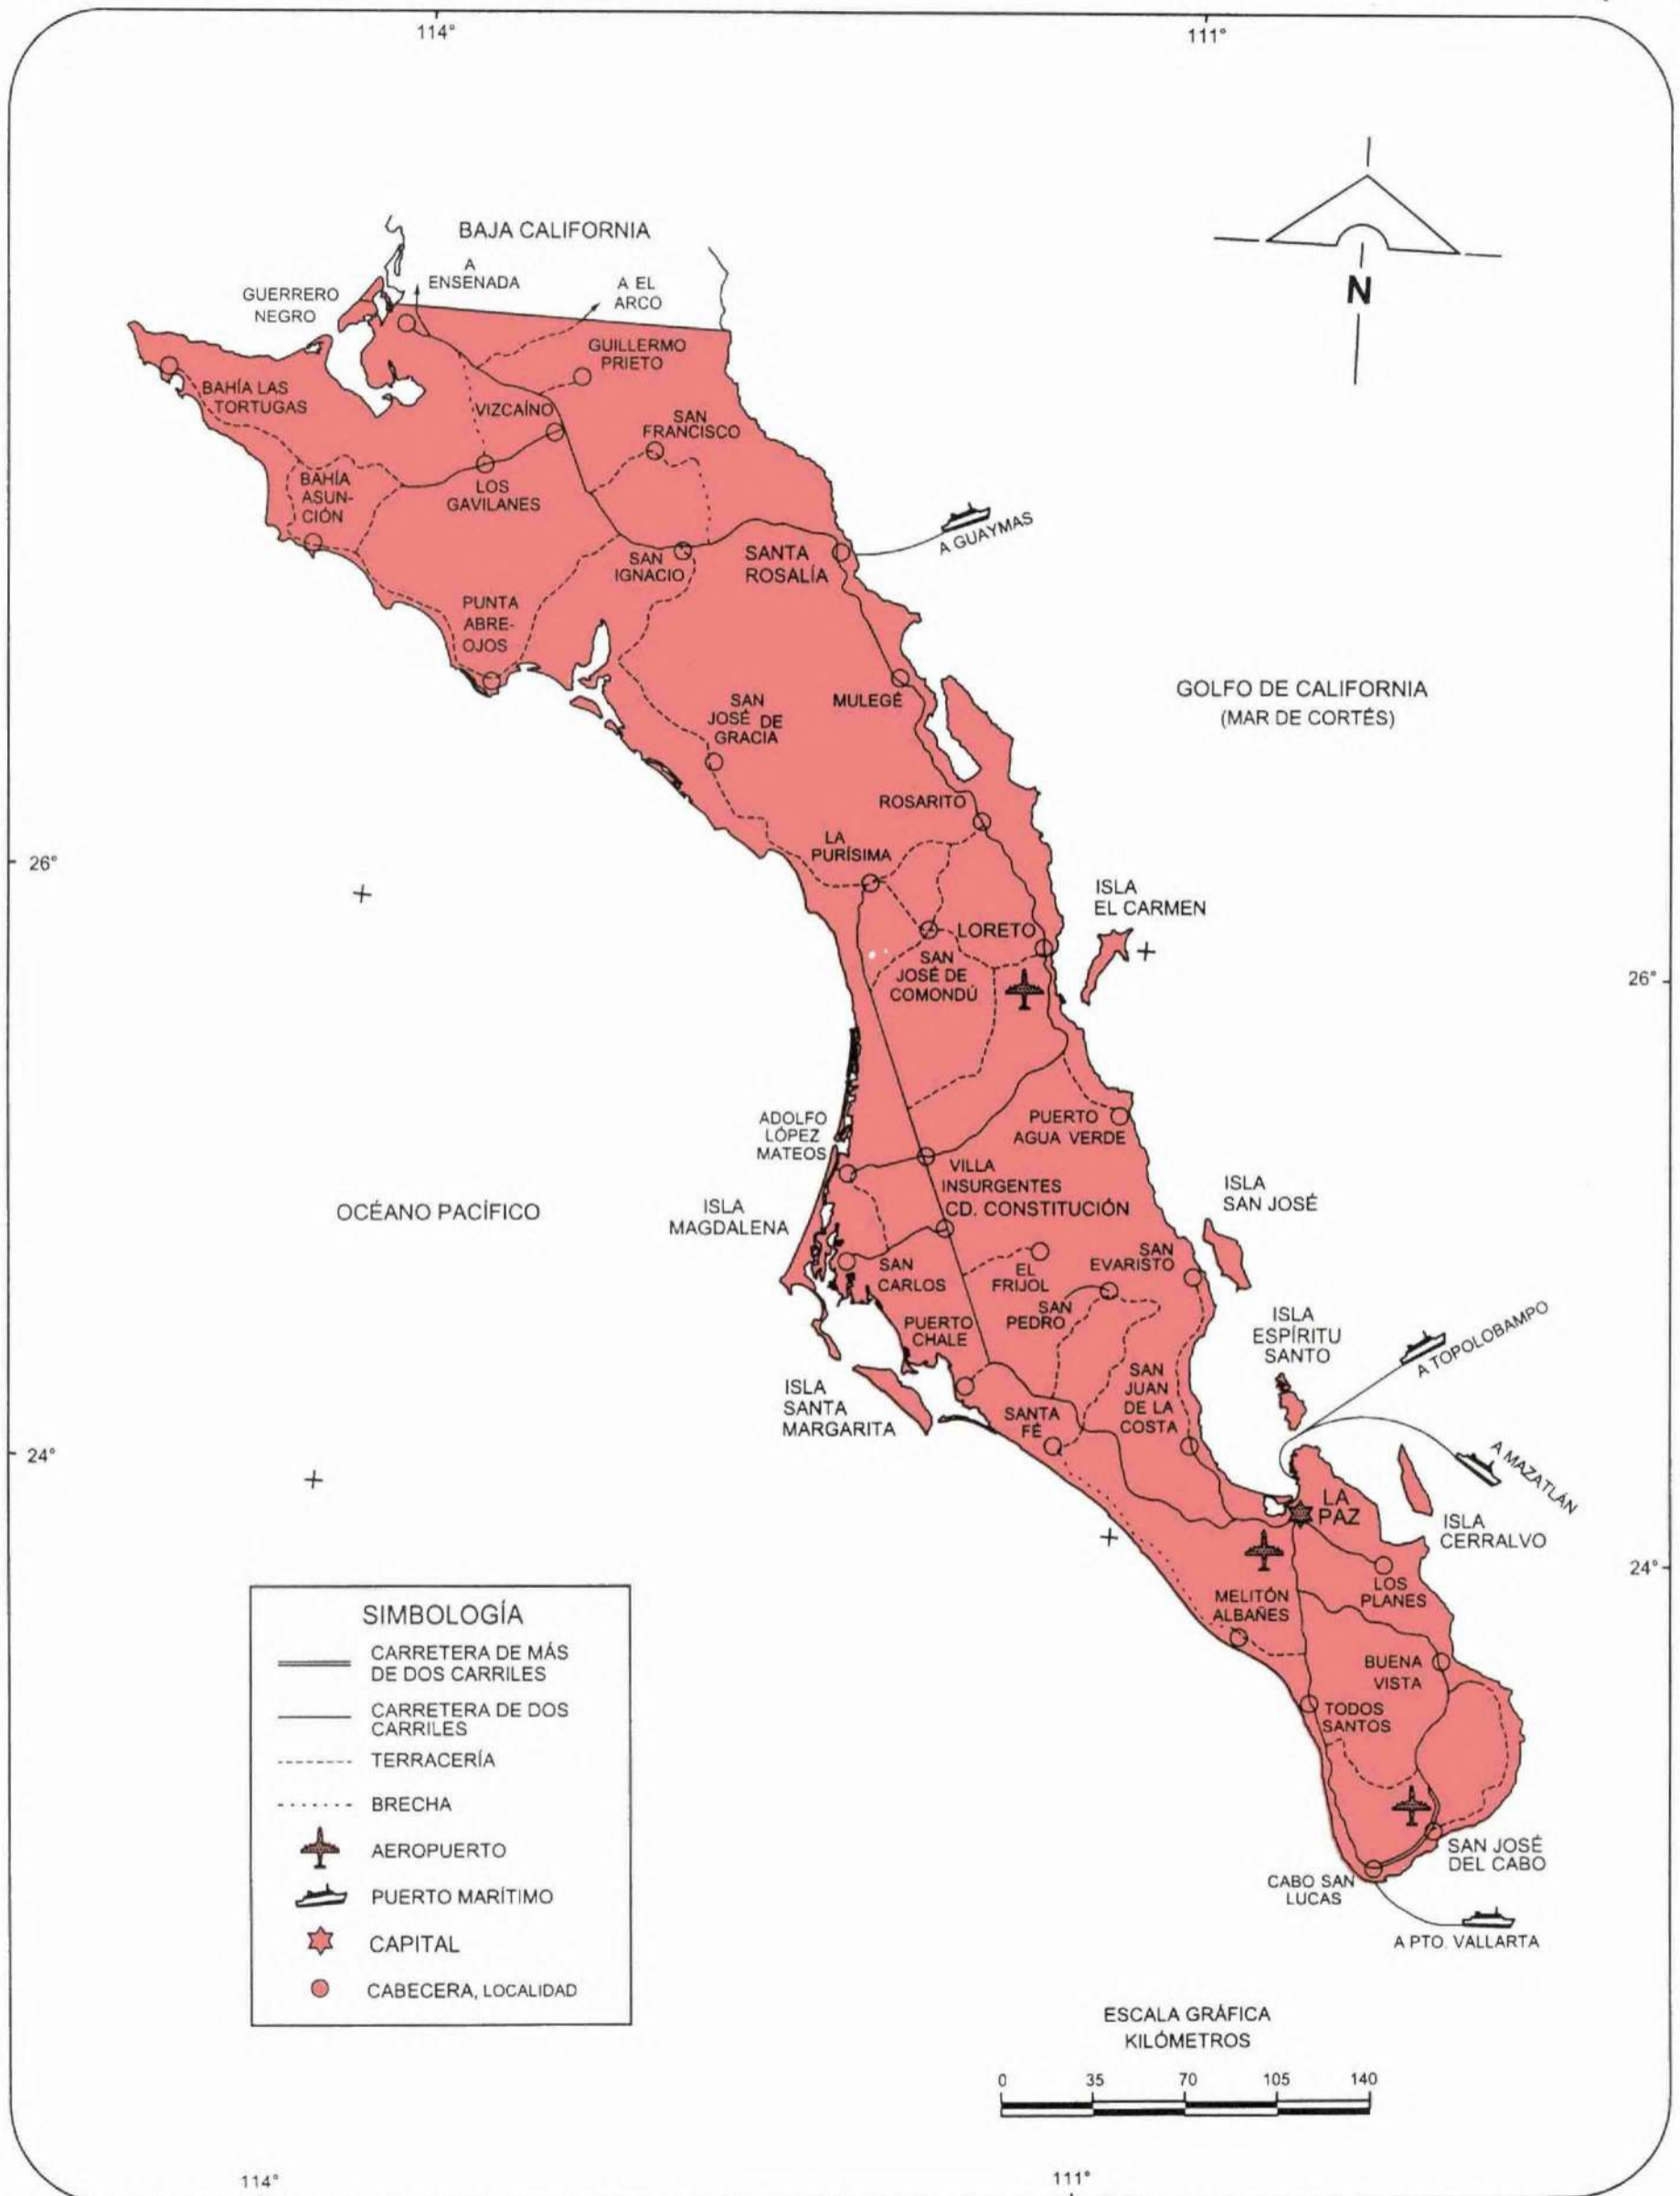 114°
111°
BAJA CALIFORNIA
A
ENSENADA
A EL
ARCO
GUERRERO
NEGRO
N
GUILLERMO
PRIETO
BAHÍA LAS
TORTUGAS
VIZCAÍNO
SAN
FRANCISCO
BAHÍA
ASUN-
CIÓN
LOS
GAVILANES
A GUAYMAS
SAN
IGNACIO
SANTA
ROSALÍA
PUNTA
ABRE-
OJOS
MULEGÉ
GOLFO DE CALIFORNIA
(MAR DE CORTÉS)
SAN
JOSÉ DE
GRACIA
ROSARITO
LA
PURÍSIMA
26°
ISLA
EL CARMEN
LORETO
SAN
JOSÉ DE
COMONDÚ
26°
ADOLFO
LÓPEZ
MATEOS
PUERTO
AGUA VERDE
VILLA
INSURGENTES
CD. CONSTITUCIÓN
OCÉANO PACÍFICO
ISLA
MAGDALENA
ISLA
SAN JOSÉ
SAN
CARLOS
EL
FRIJOL
SAN
EVARISTO
SAN
PEDRO
PUERTO
CHALE
ISLA
ESPÍRITU
SANTO
A TOPOLOBAMPO
ISLA
SANTA
MARGARITA
SANTA
FÉ
SAN
JUAN
DE LA
COSTA
24°
A MAZATLÁN
LA
PAZ
ISLA
CERRALVO
24°
LOS
PLANES
MELITÓN
ALBAÑES
BUENA
VISTA
TODOS
SANTOS
SAN JOSÉ
DEL CABO
CABO SAN
LUCAS
A PTO. VALLARTA
SIMBOLOGÍA
CARRETERA DE MÁS
DE DOS CARRILES
CARRETERA DE DOS
CARRILES
TERRACERÍA
BRECHA
AEROPUERTO
PUERTO MARÍTIMO
CAPITAL
CABECERA, LOCALIDAD
ESCALA GRÁFICA
KILÓMETROS
0 35 70 105 140
114°
111°